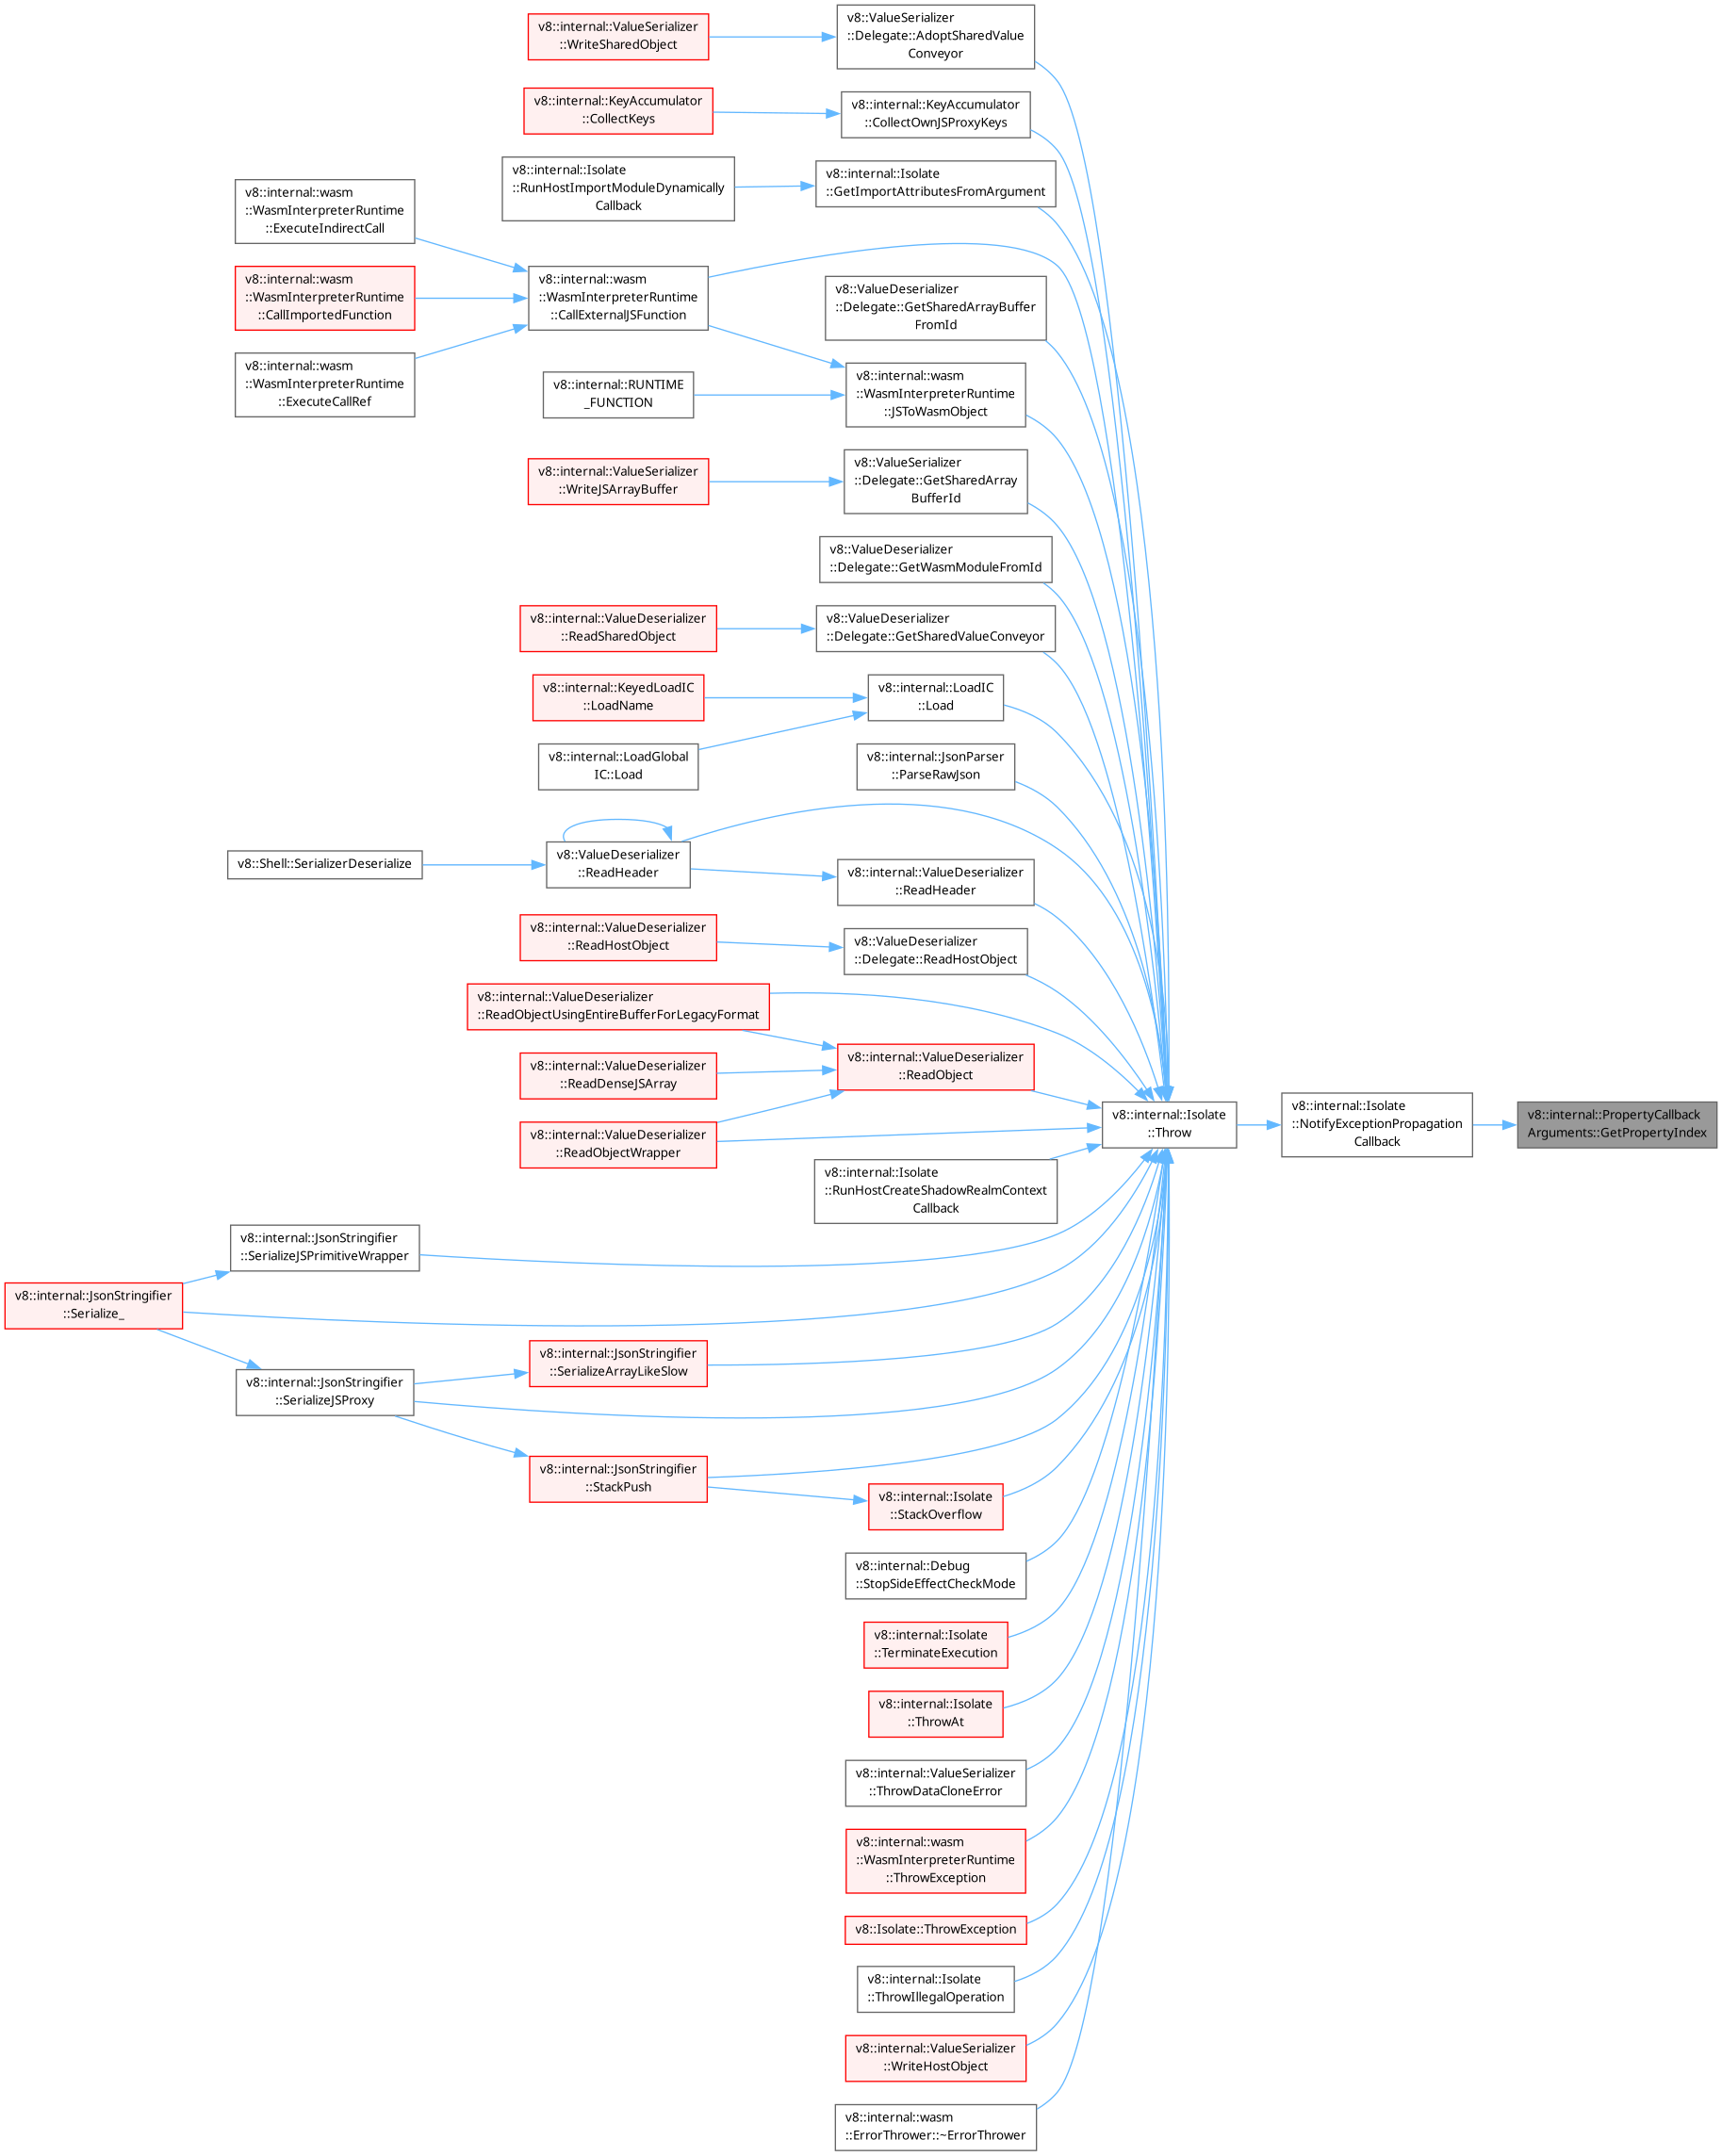 v8::internal::ValueSerializer
::WriteSharedObject
v8::ValueSerializer
::Delegate::AdoptSharedValue
Conveyor
v8::internal::KeyAccumulator
::CollectKeys
v8::internal::KeyAccumulator
::CollectOwnJSProxyKeys
v8::internal::Isolate
::RunHostImportModuleDynamically
Callback
v8::internal::Isolate
::GetImportAttributesFromArgument
v8::internal::wasm
::WasmInterpreterRuntime
::ExecuteIndirectCall
v8::internal::wasm
::WasmInterpreterRuntime
::CallImportedFunction
v8::internal::wasm
::WasmInterpreterRuntime
::CallExternalJSFunction
v8::ValueDeserializer
::Delegate::GetSharedArrayBuffer
FromId
v8::internal::wasm
::WasmInterpreterRuntime
::ExecuteCallRef
v8::internal::RUNTIME
_FUNCTION
v8::internal::wasm
::WasmInterpreterRuntime
::JSToWasmObject
v8::internal::ValueSerializer
::WriteJSArrayBuffer
v8::ValueSerializer
::Delegate::GetSharedArray
BufferId
v8::ValueDeserializer
::Delegate::GetWasmModuleFromId
v8::internal::ValueDeserializer
::ReadSharedObject
v8::ValueDeserializer
::Delegate::GetSharedValueConveyor
v8::internal::KeyedLoadIC
::LoadName
v8::internal::LoadIC
::Load
v8::internal::LoadGlobal
IC::Load
v8::internal::JsonParser
::ParseRawJson
v8::Shell::SerializerDeserialize
v8::ValueDeserializer
::ReadHeader
v8::internal::ValueDeserializer
::ReadHeader
v8::internal::ValueDeserializer
::ReadHostObject
v8::ValueDeserializer
::Delegate::ReadHostObject
v8::internal::ValueDeserializer
::ReadObjectUsingEntireBufferForLegacyFormat
v8::internal::ValueDeserializer
::ReadDenseJSArray
v8::internal::ValueDeserializer
::ReadObject
v8::internal::ValueDeserializer
::ReadObjectWrapper
v8::internal::Isolate
::Throw
v8::internal::Isolate
::NotifyExceptionPropagation
Callback
v8::internal::PropertyCallback
Arguments::GetPropertyIndex
v8::internal::Isolate
::RunHostCreateShadowRealmContext
Callback
v8::internal::JsonStringifier
::SerializeJSPrimitiveWrapper
v8::internal::JsonStringifier
::Serialize_
v8::internal::JsonStringifier
::SerializeArrayLikeSlow
v8::internal::JsonStringifier
::SerializeJSProxy
v8::internal::JsonStringifier
::StackPush
v8::internal::Isolate
::StackOverflow
v8::internal::Debug
::StopSideEffectCheckMode
v8::internal::Isolate
::TerminateExecution
v8::internal::Isolate
::ThrowAt
v8::internal::ValueSerializer
::ThrowDataCloneError
v8::internal::wasm
::WasmInterpreterRuntime
::ThrowException
v8::Isolate::ThrowException
v8::internal::Isolate
::ThrowIllegalOperation
v8::internal::ValueSerializer
::WriteHostObject
v8::internal::wasm
::ErrorThrower::~ErrorThrower